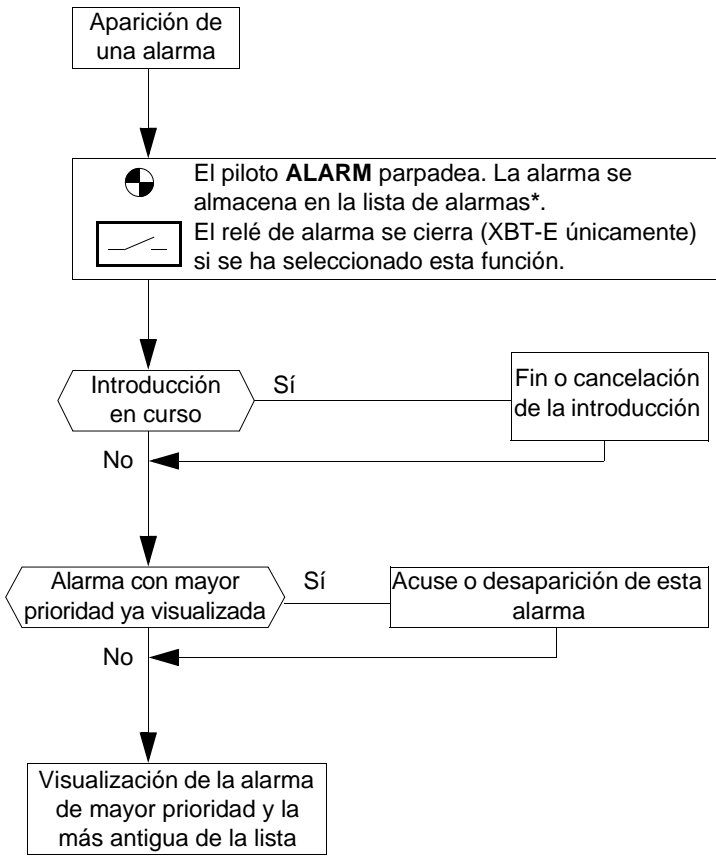 Aparición de
una alarma
El piloto ALARM parpadea. La alarma se
almacena en la lista de alarmas*.
El relé de alarma se cierra (XBT-E únicamente)
si se ha seleccionado esta función.
Introducción
en curso
Sí
Fin o cancelación
de la introducción
No
Alarma con mayor
prioridad ya visualizada
Sí
Acuse o desaparición de esta
alarma
No
Visualización de la alarma
de mayor prioridad y la
más antigua de la lista